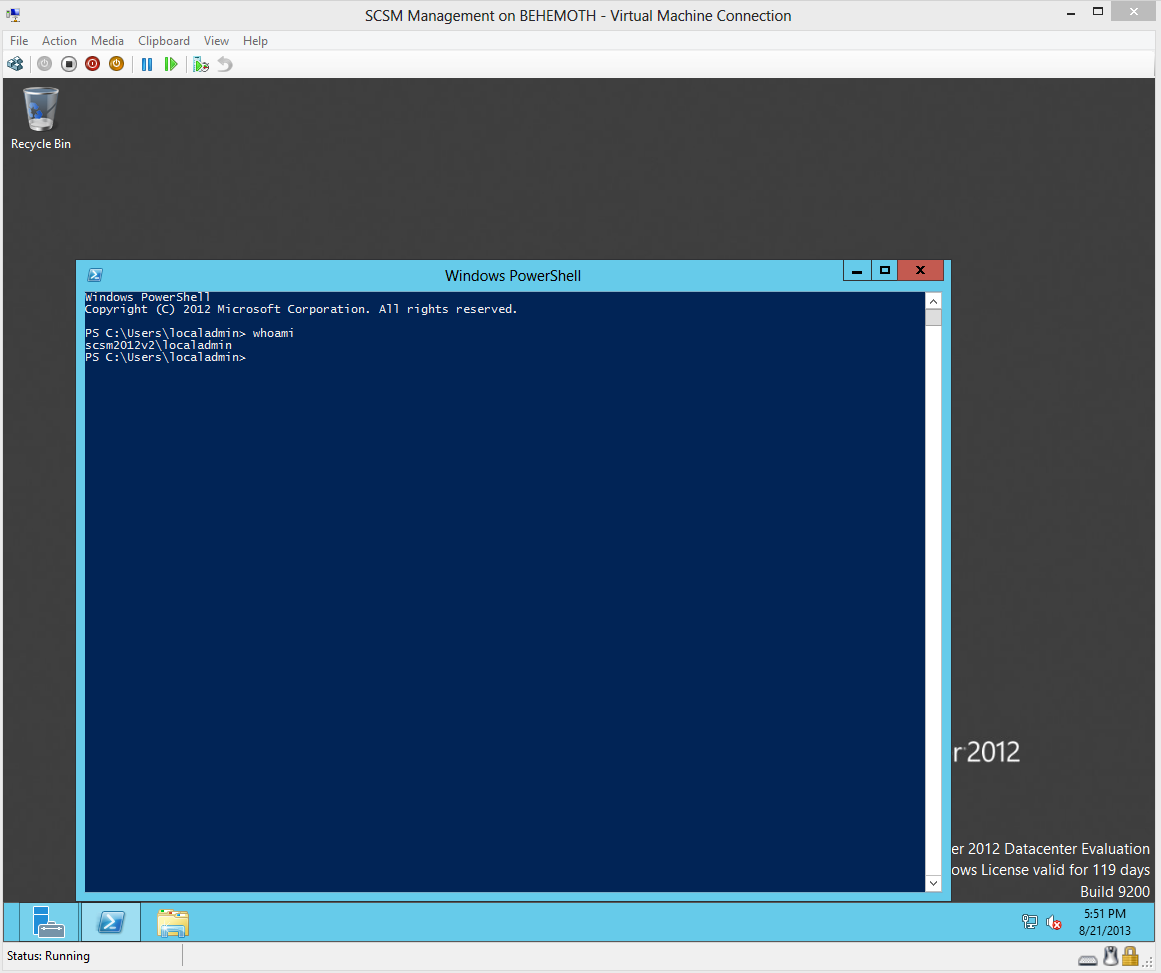 SCSM Management on BEHEMOTH - Virtual Machine Connection
File Action Media Clipboard View Help
Recycle Bin
Windows PowerShell
Windows PowerShell
Copyright (C) 2012 Microsoft Corporation. All rights reserved.
PS C:\Users\localadmin> whoami
scsm2012v2\localadmin
PS C:\Users\localadmin>
r 2012
er 2012 Datacenter Evaluation
ows License valid for 119 days
Build 9200
5:51 PM
8/21/2013
Status: Running